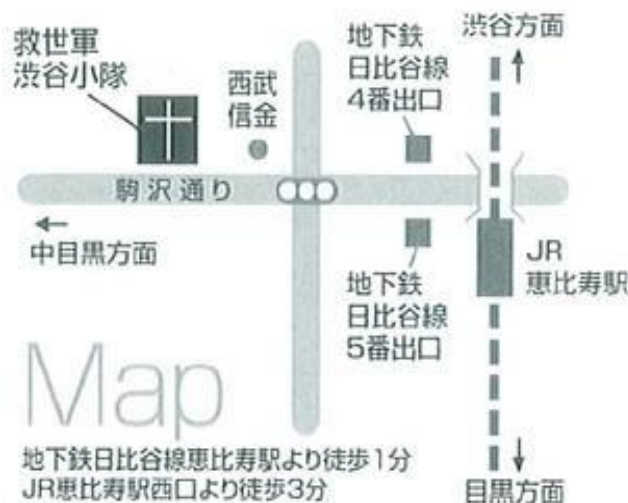 救世軍
渋谷小隊
西武
信金
地下鉄
日比谷線
4番出口
渋谷方面
↑
駒沢通り
←
中目黒方面
地下鉄
日比谷線
5番出口
JR
恵比寿駅
Map
地下鉄日比谷線恵比寿駅より徒歩1分
JR恵比寿駅西口より徒歩3分
↓
目黒方面